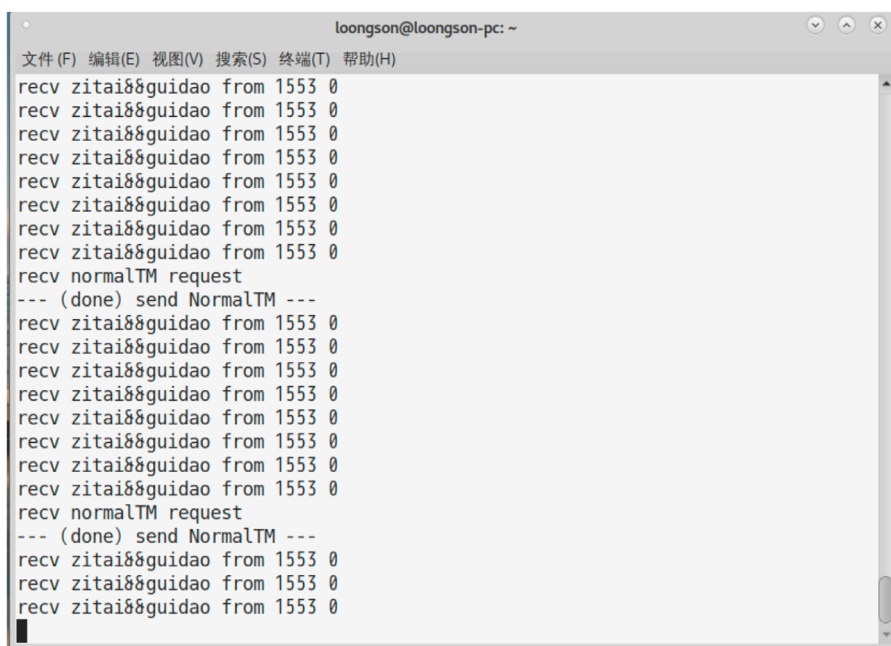 loongson@loongson-pc: ~
文件(F) 编辑(E) 视图(V) 搜索(S) 终端(T) 帮助(H)
recv zitai&&guidao from 1553 0
recv zitai&&guidao from 1553 0
recv zitai&&guidao from 1553 0
recv zitai&&guidao from 1553 0
recv zitai&&guidao from 1553 0
recv zitai&&guidao from 1553 0
recv zitai&&guidao from 1553 0
recv zitai&&guidao from 1553 0
recv normalTM request
--- (done) send NormalTM ---
recv zitai&&guidao from 1553 0
recv zitai&&guidao from 1553 0
recv zitai&&guidao from 1553 0
recv zitai&&guidao from 1553 0
recv zitai&&guidao from 1553 0
recv zitai&&guidao from 1553 0
recv zitai&&guidao from 1553 0
recv zitai&&guidao from 1553 0
recv normalTM request
--- (done) send NormalTM ---
recv zitai&&guidao from 1553 0
recv zitai&&guidao from 1553 0
recv zitai&&guidao from 1553 0